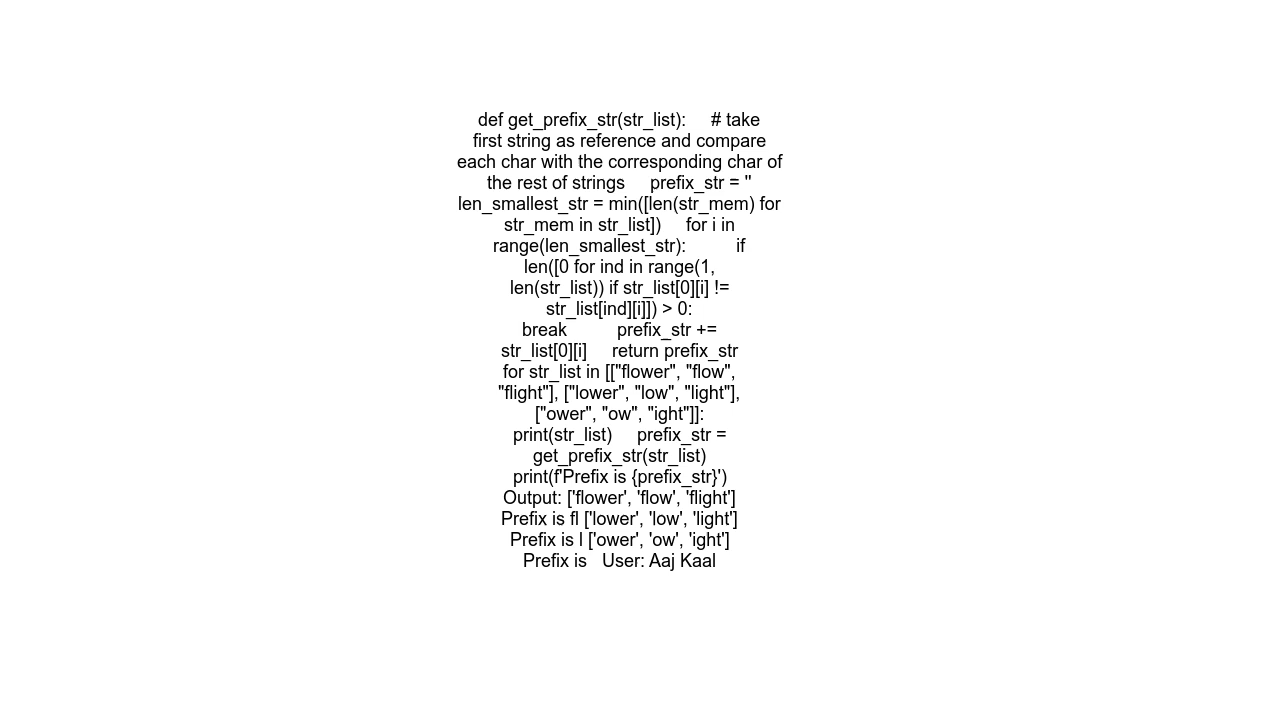 def get_prefix_str(str_list):     # take
first string as reference and compare
each char with the corresponding char of
the rest of strings     prefix_str = ''
len_smallest_str = min([len(str_mem) for
str_mem in str_list])     for i in
range(len_smallest_str):          if
len([0 for ind in range(1,
len(str_list)) if str_list[0][i] !=
str_list[ind][i]]) > 0:
break          prefix_str +=
str_list[0][i]     return prefix_str
for str_list in [["flower", "flow",
"flight"], ["lower", "low", "light"],
["ower", "ow", "ight"]]:
print(str_list)     prefix_str =
get_prefix_str(str_list)
print(f'Prefix is {prefix_str}')
Output: ['flower', 'flow', 'flight']
Prefix is fl ['lower', 'low', 'light']
Prefix is l ['ower', 'ow', 'ight']
Prefix is   User: Aaj Kaal